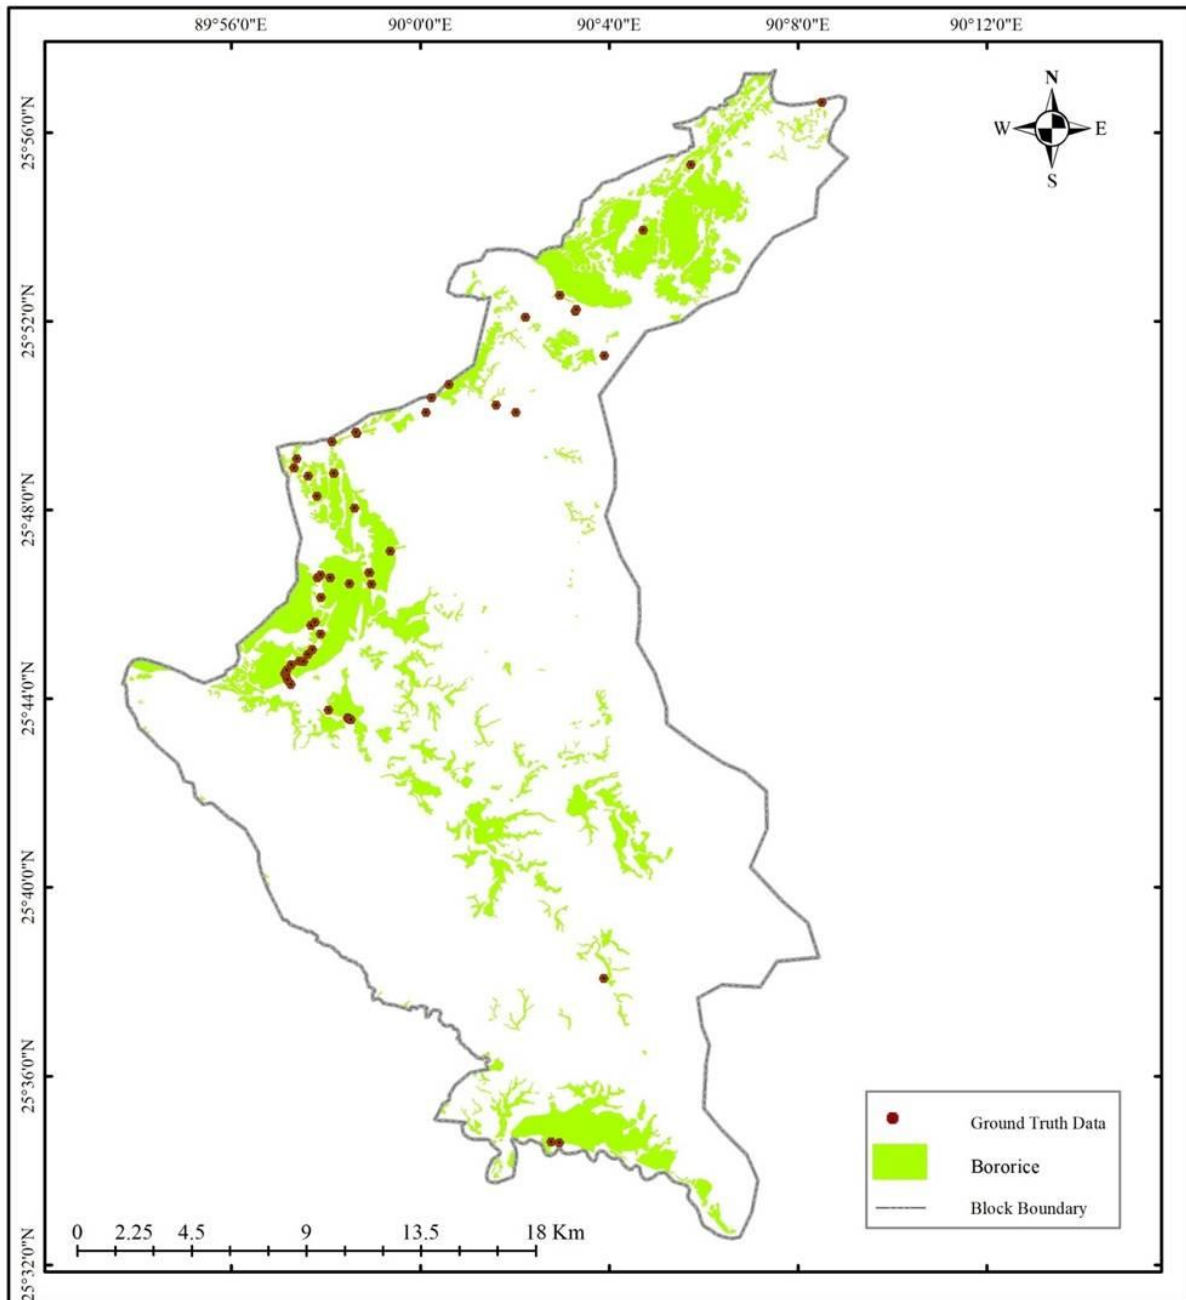 89°56'0"E 90°0'0"E 90°4'0"E 90°8'0"E 90°12'0"E
N
W E
S
25°56'0"N
25°52'0"N
25°48'0"N
25°44'0"N
25°40'0"N
25°36'0"N
25°32'0"N
Ground Truth Data
Bororice
Block Boundary
0 2.25 4.5 9 13.5 18 Km